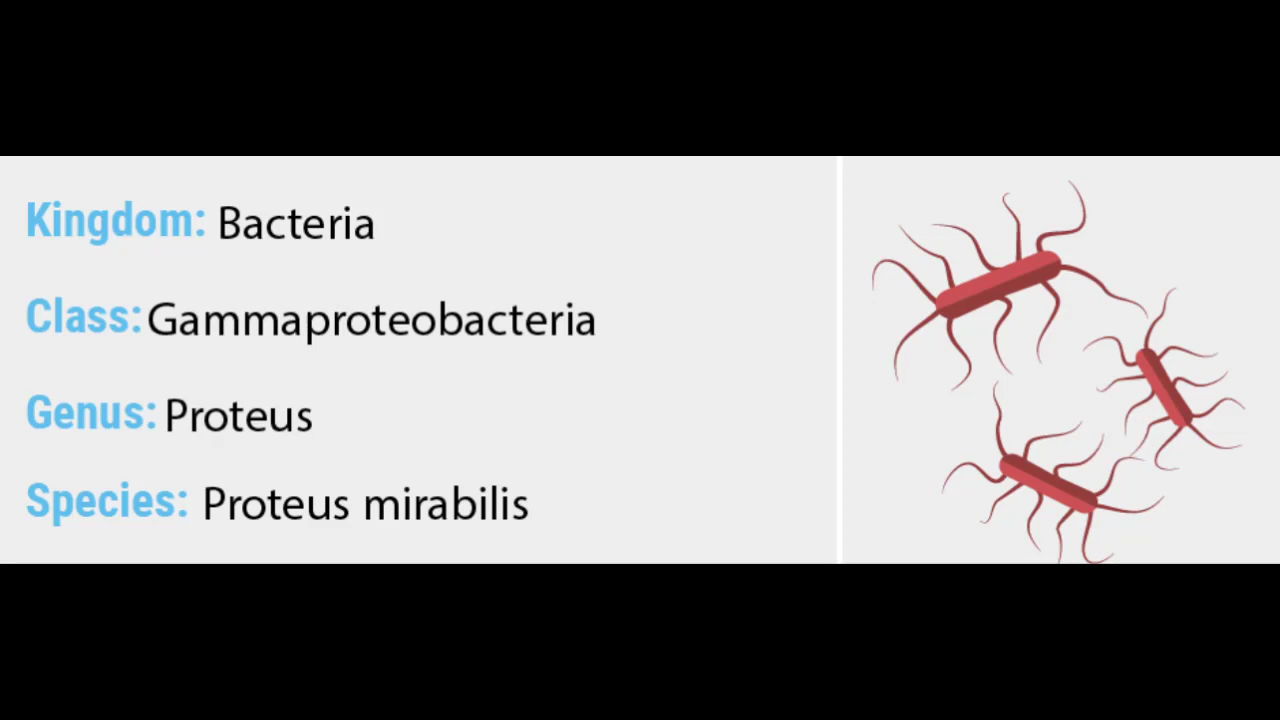 Kingdom: Bacteria
Class: Gammaproteobacteria
Genus: Proteus
Species: Proteus mirabilis